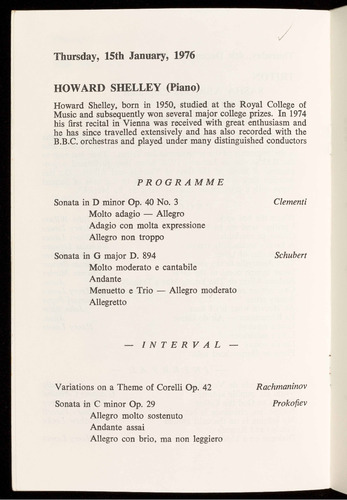 Thursday, 15th January, 1976
HOWARD SHELLEY (Piano)
Howard Shelley, born in 1950, studied at the Royal College of
Music and subsequently won several major college prizes. In 1974
his first recital in Vienna was received with great enthusiasm and
he has since travelled extensively and has also recorded with the
B.B.C. orchestras and played under many distinguished conductors
PROGRAMME
Sonata in D minor Op. 40 No. 3 Clementi
Molto adagio — Allegro
Adagio con molta expressione
Allegro non troppo
Sonata in G major D. 894 Schubert
Molto moderato e cantabile
Andante
Menuetto e Trio — Allegro moderato
Allegretto
— INTERVAL —
Variations on a Theme of Corelli Op. 42 Rachmaninov
Sonata in C minor Op. 29 Prokofiev
Allegro molto sostenuto
Andante assai
Allegro con brio, ma non leggiero